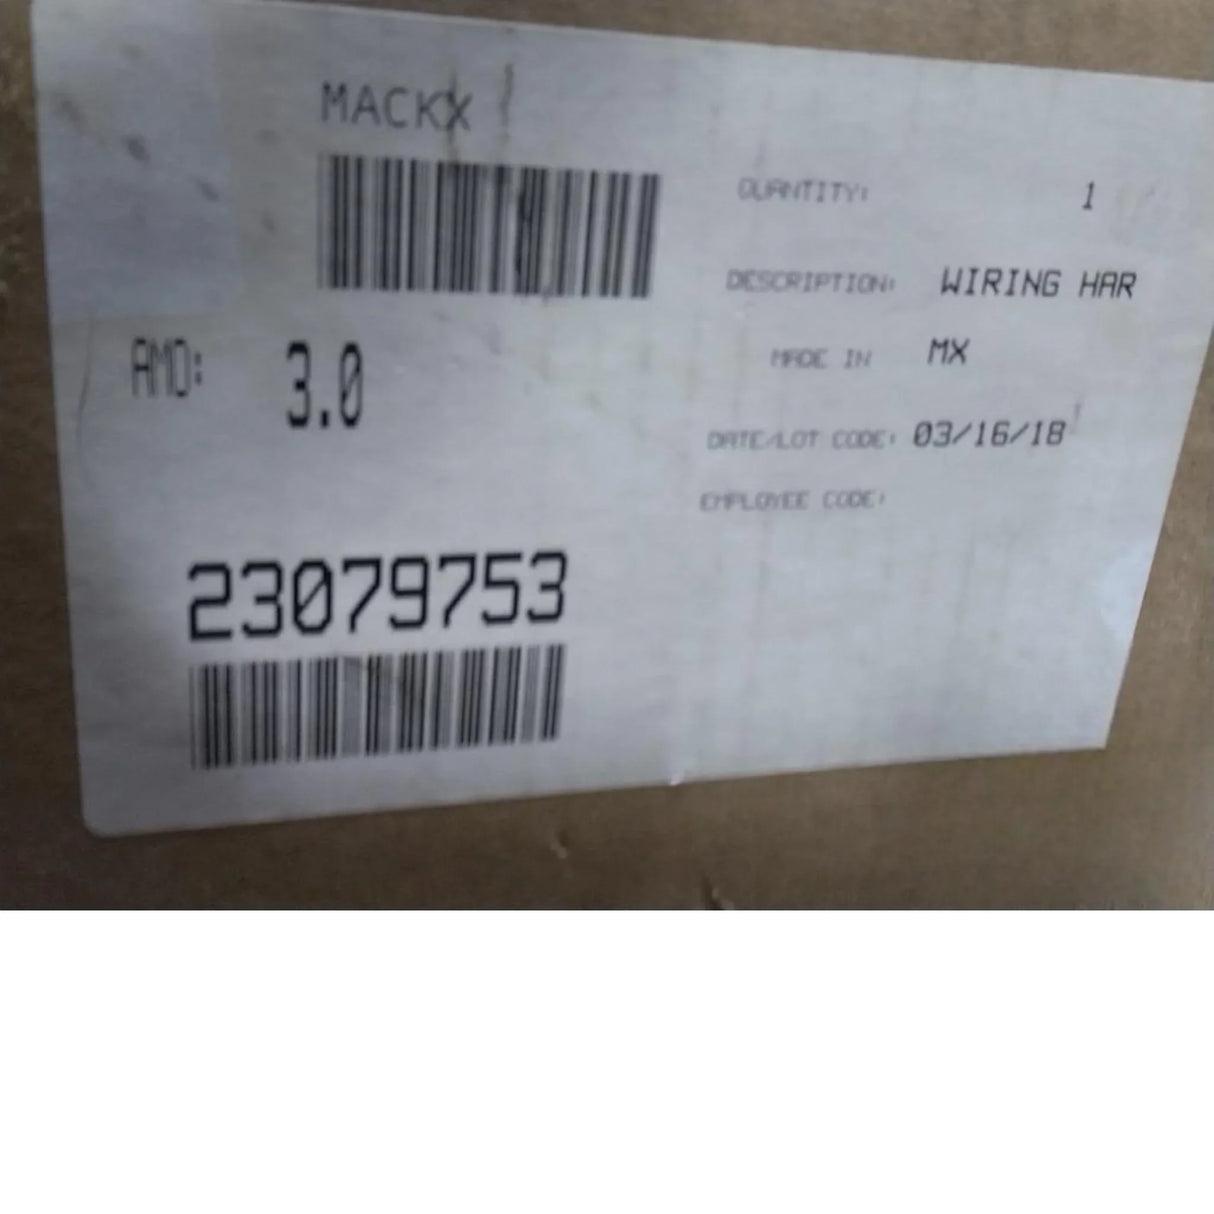 MACKX
QUANTITY: 1
DESCRIPTION: WIRING HAR
MADE IN MX
AMD: 3.0
DATE/LOT CODE: 03/16/18
EMPLOYEE CODE:
23079753